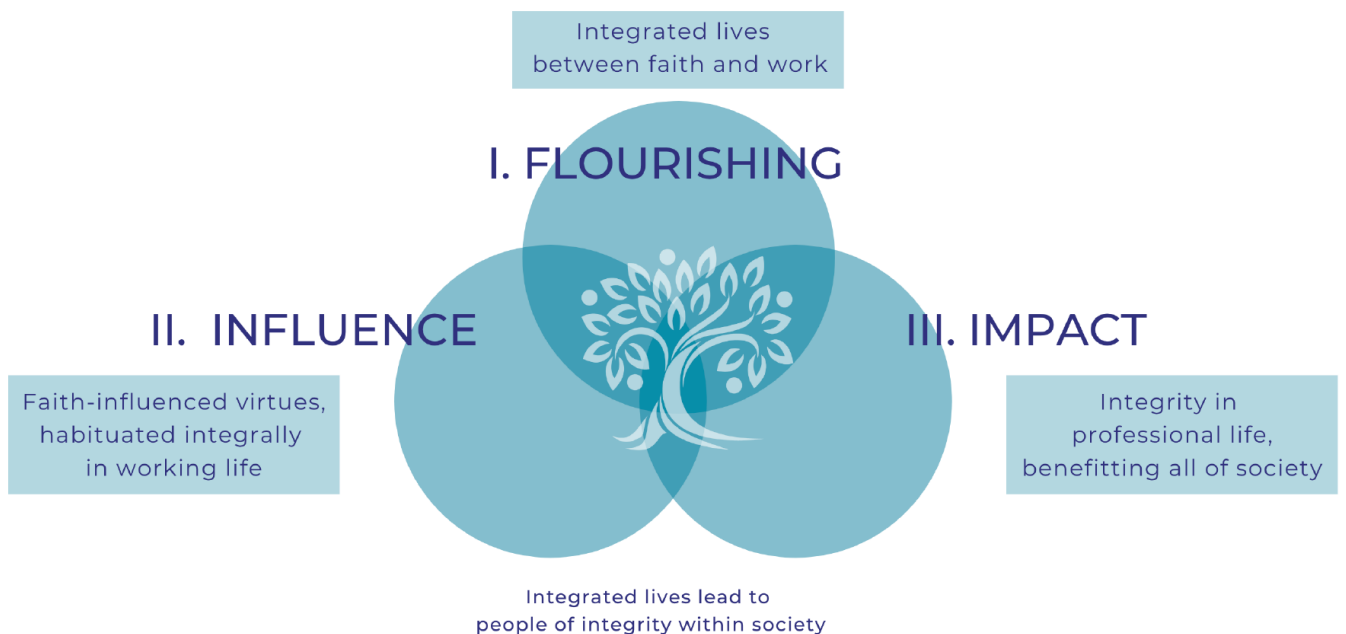 Integrated lives
between faith and work
I. FLOURISHING
II. INFLUENCE
III. IMPACT
Faith-influenced virtues,
habituated integrally
in working life
Integrity in
professional life,
benefitting all of society
Integrated lives lead to
people of integrity within society